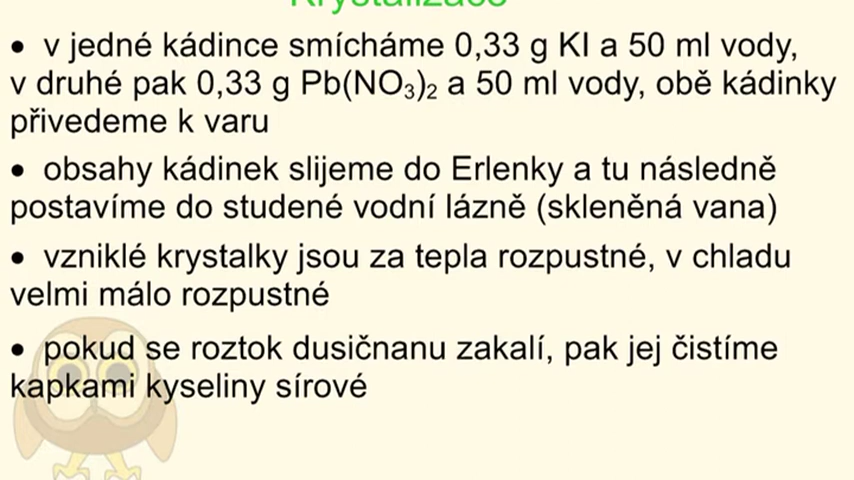 Krystalizace
• v jedné kádince smícháme 0,33 g KI a 50 ml vody,
v druhé pak 0,33 g Pb(NO₃)₂ a 50 ml vody, obě kádinky
přivedeme k varu
• obsahy kádinek slijeme do Erlenky a tu následně
postavíme do studené vodní lázně (skleněná vana)
• vzniklé krystalky jsou za tepla rozpustné, v chladu
velmi málo rozpustné
• pokud se roztok dusičnanu zakalí, pak jej čistíme
kapkami kyseliny sírové